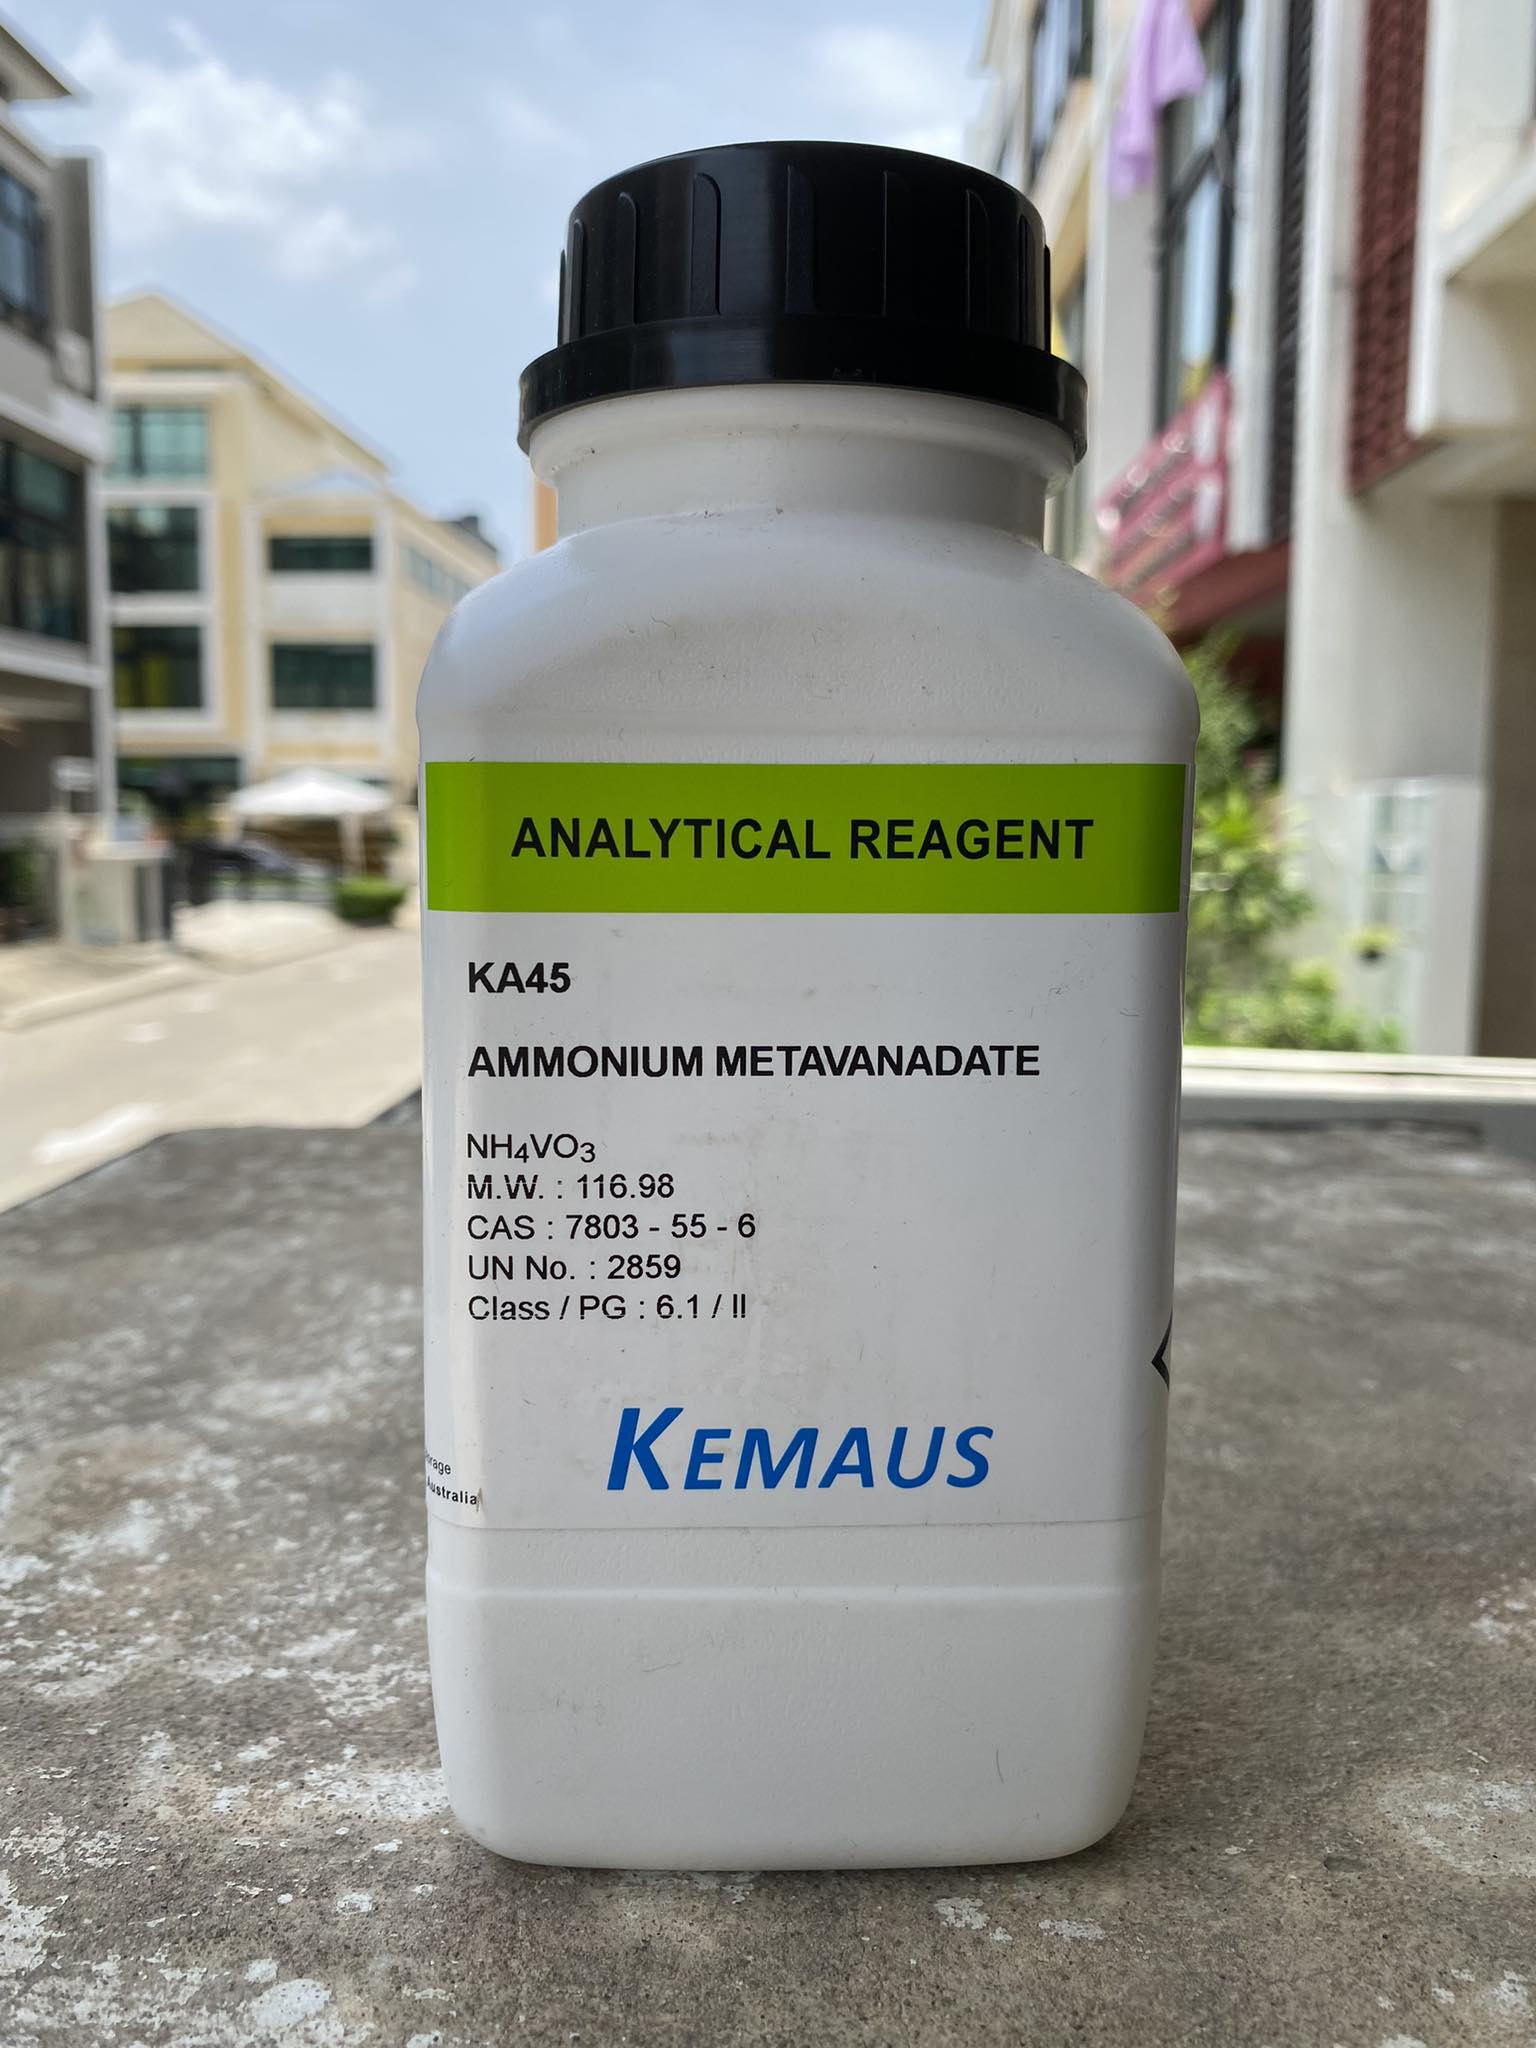 ANALYTICAL REAGENT
KA45
AMMONIUM METAVANADATE
NH₄VO₃
M.W. : 116.98
CAS : 7803 - 55 - 6
UN No. : 2859
Class / PG : 6.1 / II
KEMAUS
Australia